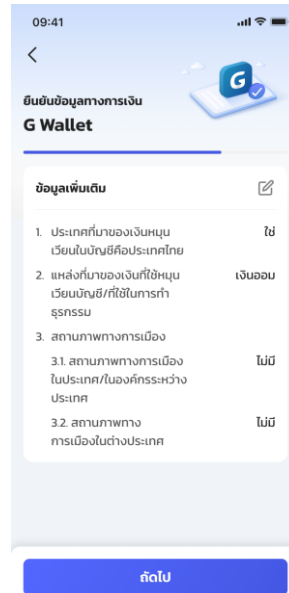 09:41
ยืนยันข้อมูลทางการเงิน
G Wallet
G
ข้อมูลเพิ่มเติม
1. ประเทศที่มาของเงินหมุน ใช่
เวียนในบัญชีคือประเทศไทย
2. แหล่งที่มาของเงินที่ใช้หมุน เงินออม
เวียนบัญชี/ที่ใช้ในการทำ
ธุรกรรม
3. สถานภาพทางการเมือง
3.1. สถานภาพทางการเมือง ไม่มี
ในประเทศ/ในองค์กรระหว่าง
ประเทศ
3.2. สถานภาพทาง ไม่มี
การเมืองในต่างประเทศ
ถัดไป